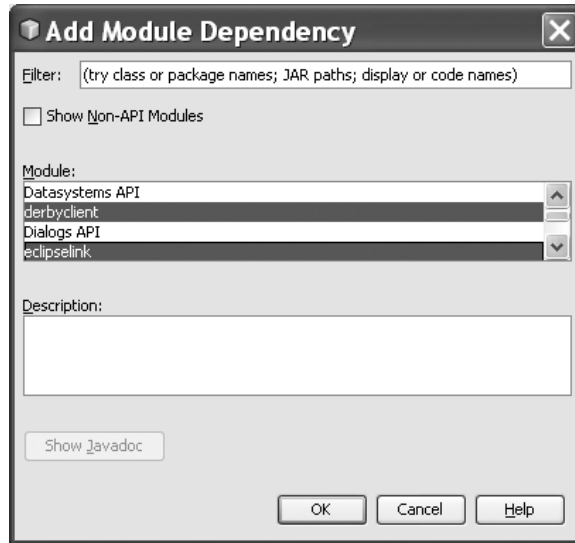 Add Module Dependency
Filter: (try class or package names; JAR paths; display or code names)
Show Non-API Modules
Module:
Datasystems API
derbyclient
Dialogs API
eclipselink
Description:
Show Javadoc
OK Cancel Help